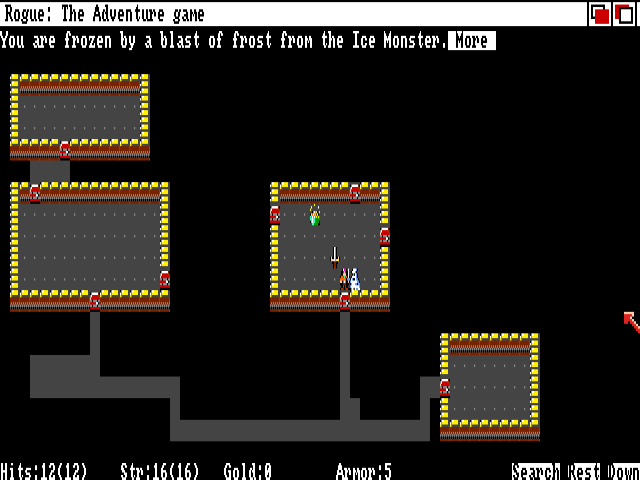 Rogue: The Adventure game
You are frozen by a blast of frost from the Ice Monster. More
Hits:12(12) Str:16(16) Gold:0 Armor:5 Search Rest Down